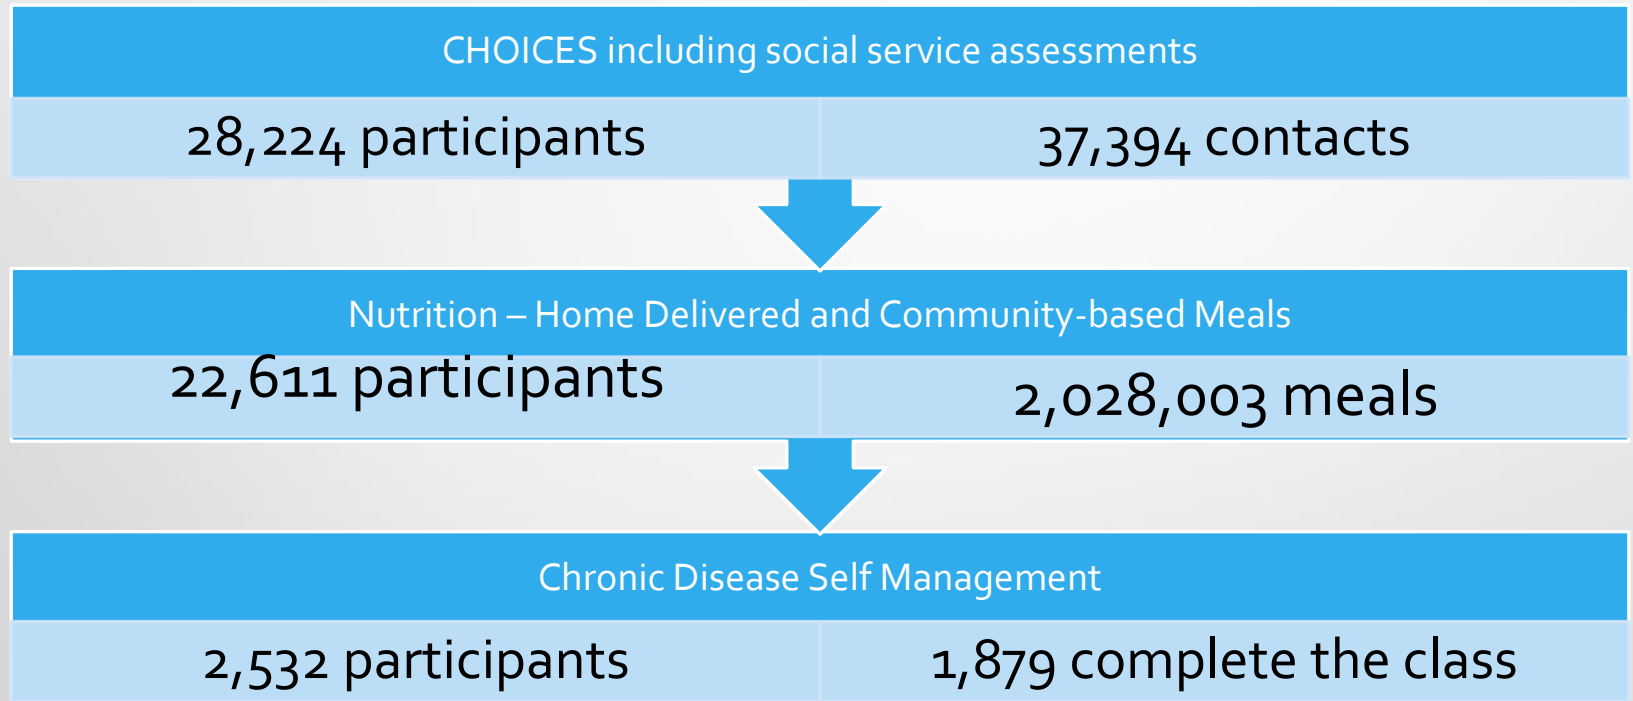 CHOICES including social service assessments
28,224 participants
37,394 contacts
Nutrition – Home Delivered and Community-based Meals
22,611 participants
2,028,003 meals
Chronic Disease Self Management
2,532 participants
1,879 complete the class